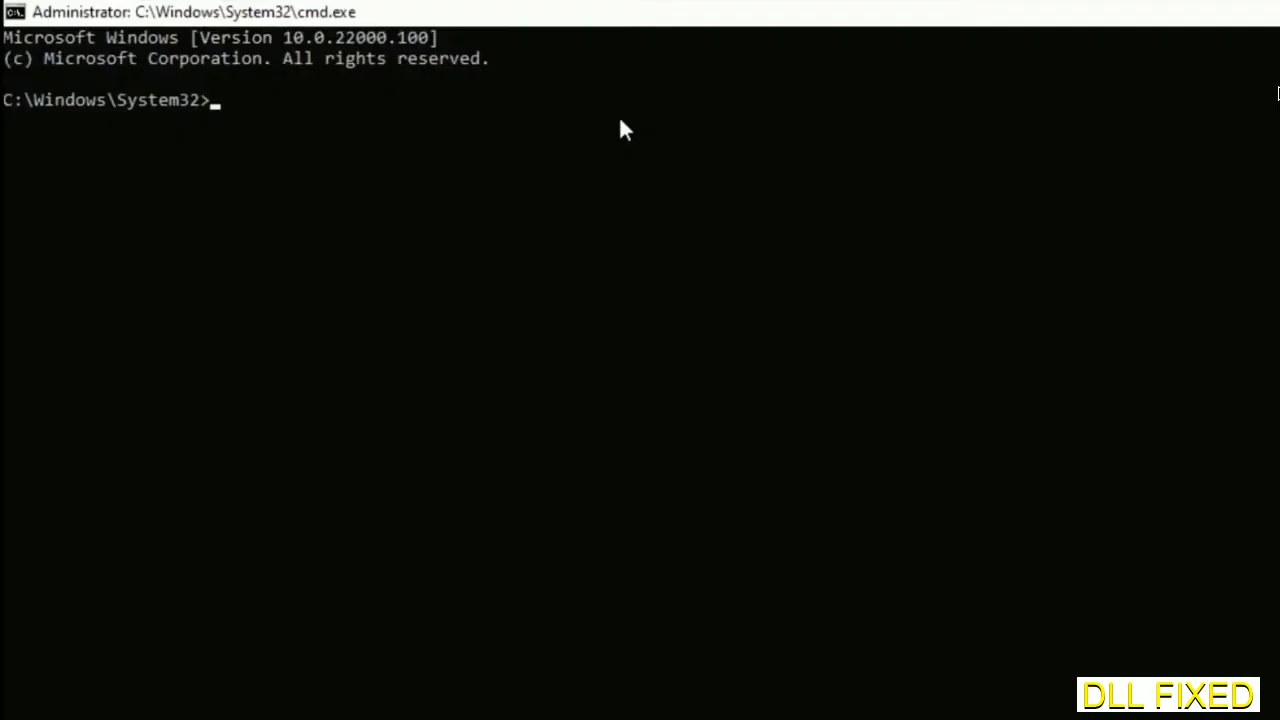 Administrator: C:\Windows\System32\cmd.exe
Microsoft Windows [Version 10.0.22000.100]
(c) Microsoft Corporation. All rights reserved.
C:\Windows\System32>
DLL FIXED